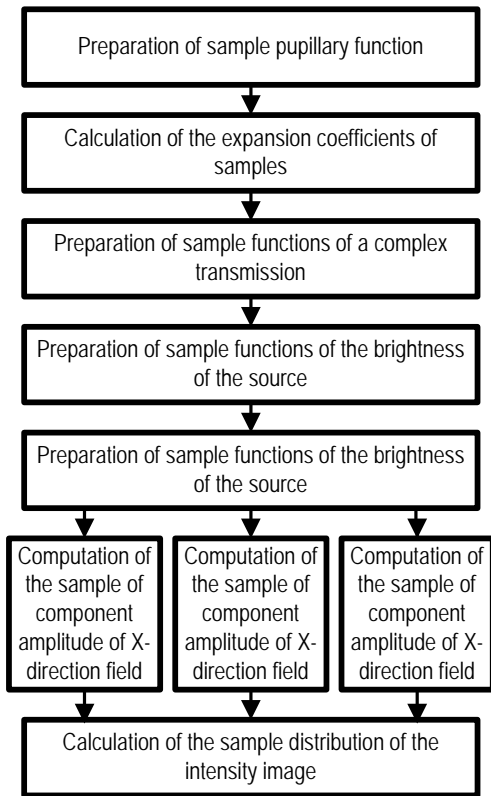 Preparation of sample pupillary function
Calculation of the expansion coefficients of
samples
Preparation of sample functions of a complex
transmission
Preparation of sample functions of the brightness
of the source
Preparation of sample functions of the brightness
of the source
Computation of
the sample of
component
amplitude of X-
direction field
Computation of
the sample of
component
amplitude of X-
direction field
Computation of
the sample of
component
amplitude of X-
direction field
Calculation of the sample distribution of the
intensity image